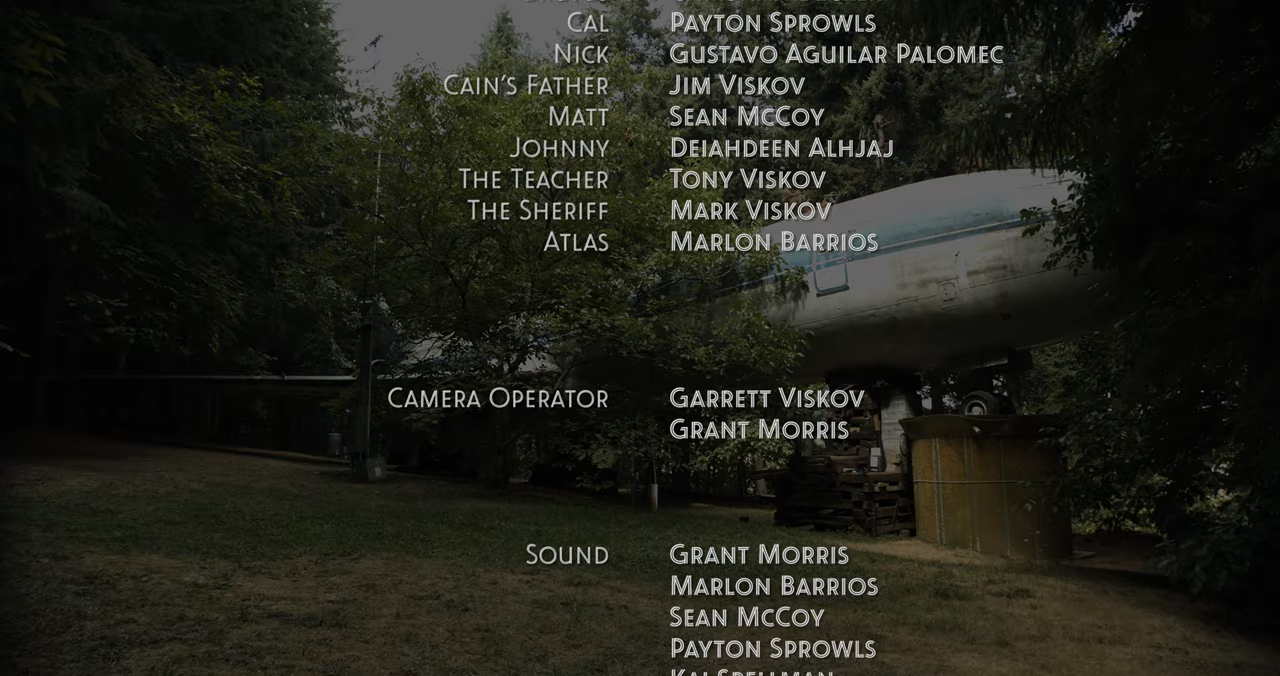 Cal Payton Sprowls
Nick Gustavo Aguilar Palomec
Cain's Father Jim Viskov
Matt Sean McCoy
Johnny Deiahdeen Alhjaj
The Teacher Tony Viskov
The Sheriff Mark Viskov
Atlas Marlon Barrios
Camera Operator Garrett Viskov
Grant Morris
Sound Grant Morris
Marlon Barrios
Sean McCoy
Payton Sprowls